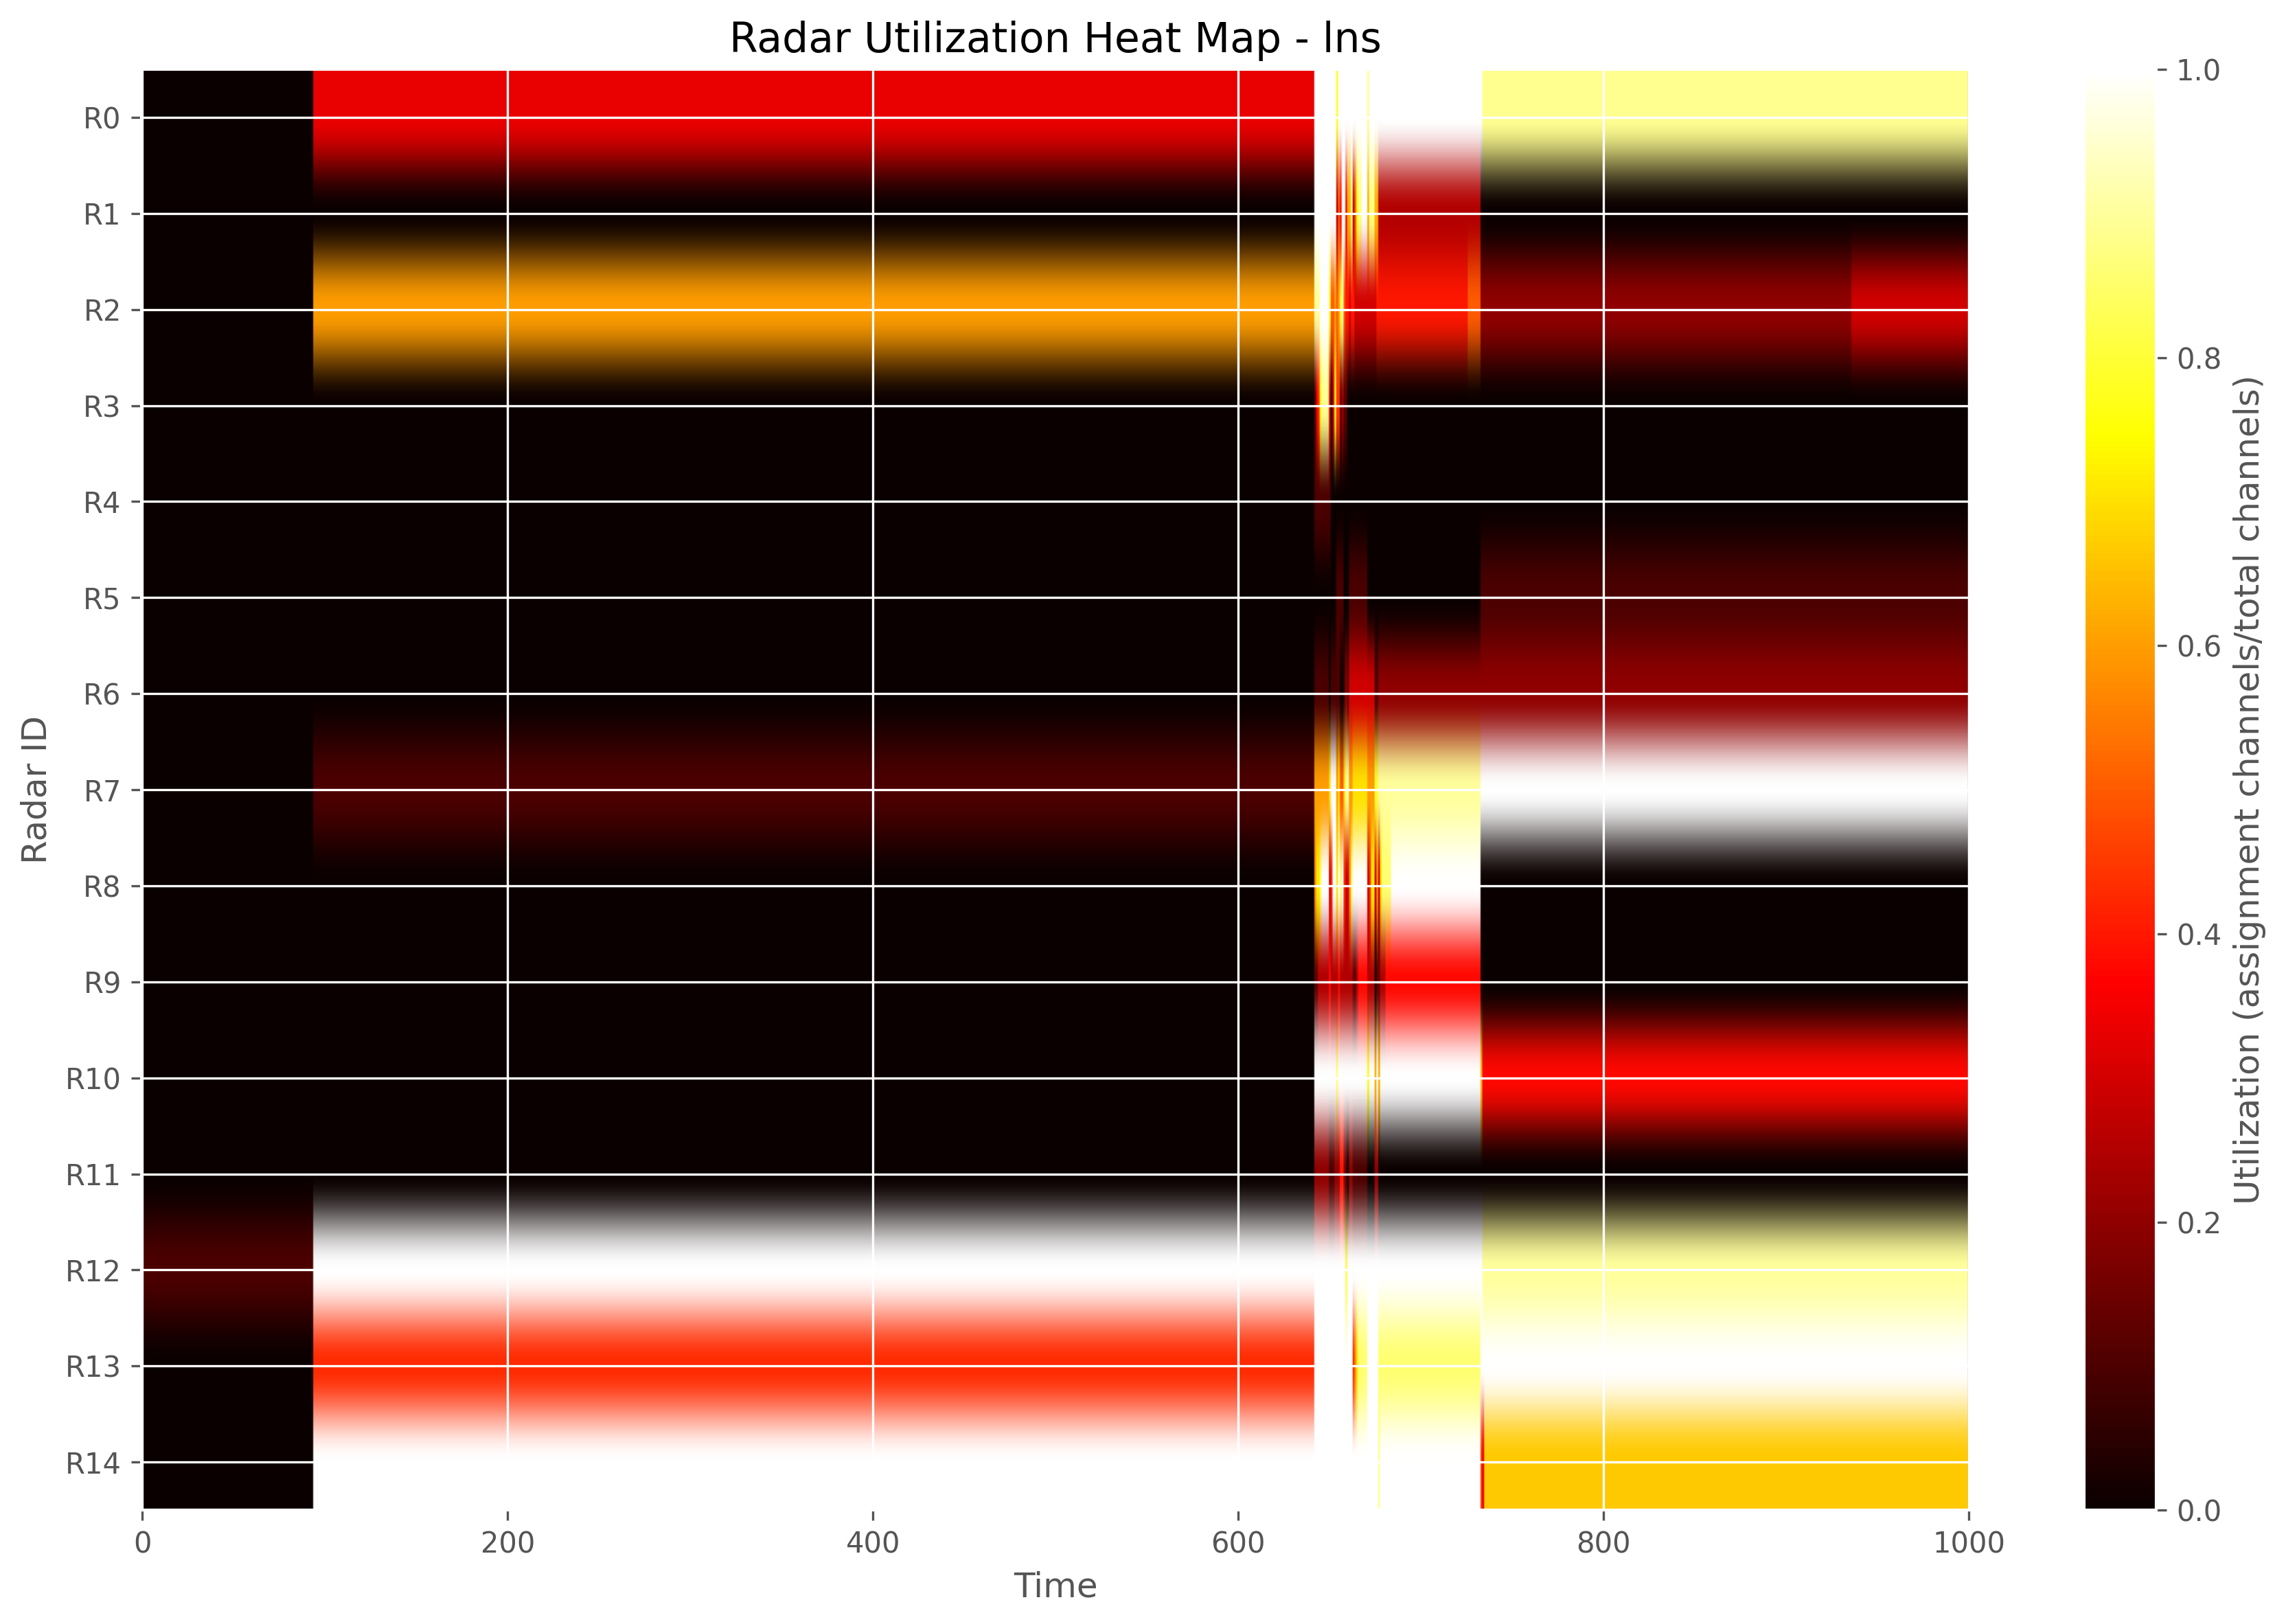 Radar Utilization Heat Map - lns
R0
R1
R2
R3
R4
R5
R6
R7
R8
R9
R10
R11
R12
R13
R14
Radar ID
0 200 400 600 800 1000
Time
1.0
0.8
0.6
0.4
0.2
0.0
Utilization (assignment channels/total channels)